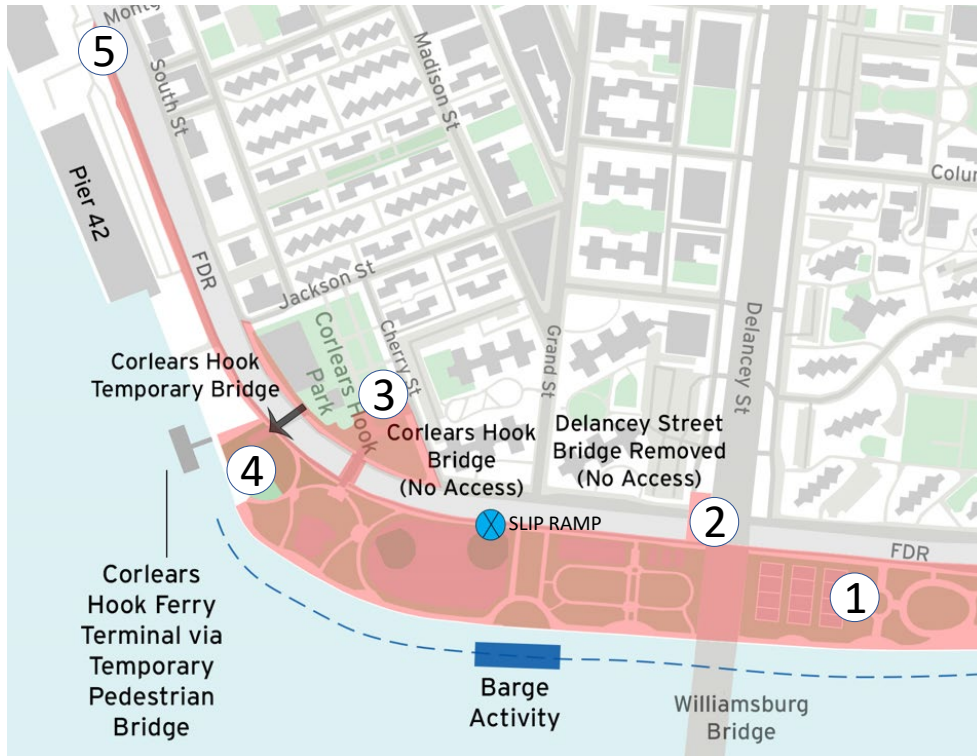 Montg
5
South St
Madison St
Pier 42
FDR
Jackson St
Colu
Corlears Hook
Temporary Bridge
Corlears Hook
Park
Cherry St
3
Grand St
Delancey St
4
Corlears Hook
Bridge
(No Access)
Delancey Street
Bridge Removed
(No Access)
SLIP RAMP
2
FDR
1
Corlears
Hook Ferry
Terminal via
Temporary
Pedestrian
Bridge
Barge
Activity
Williamsburg
Bridge